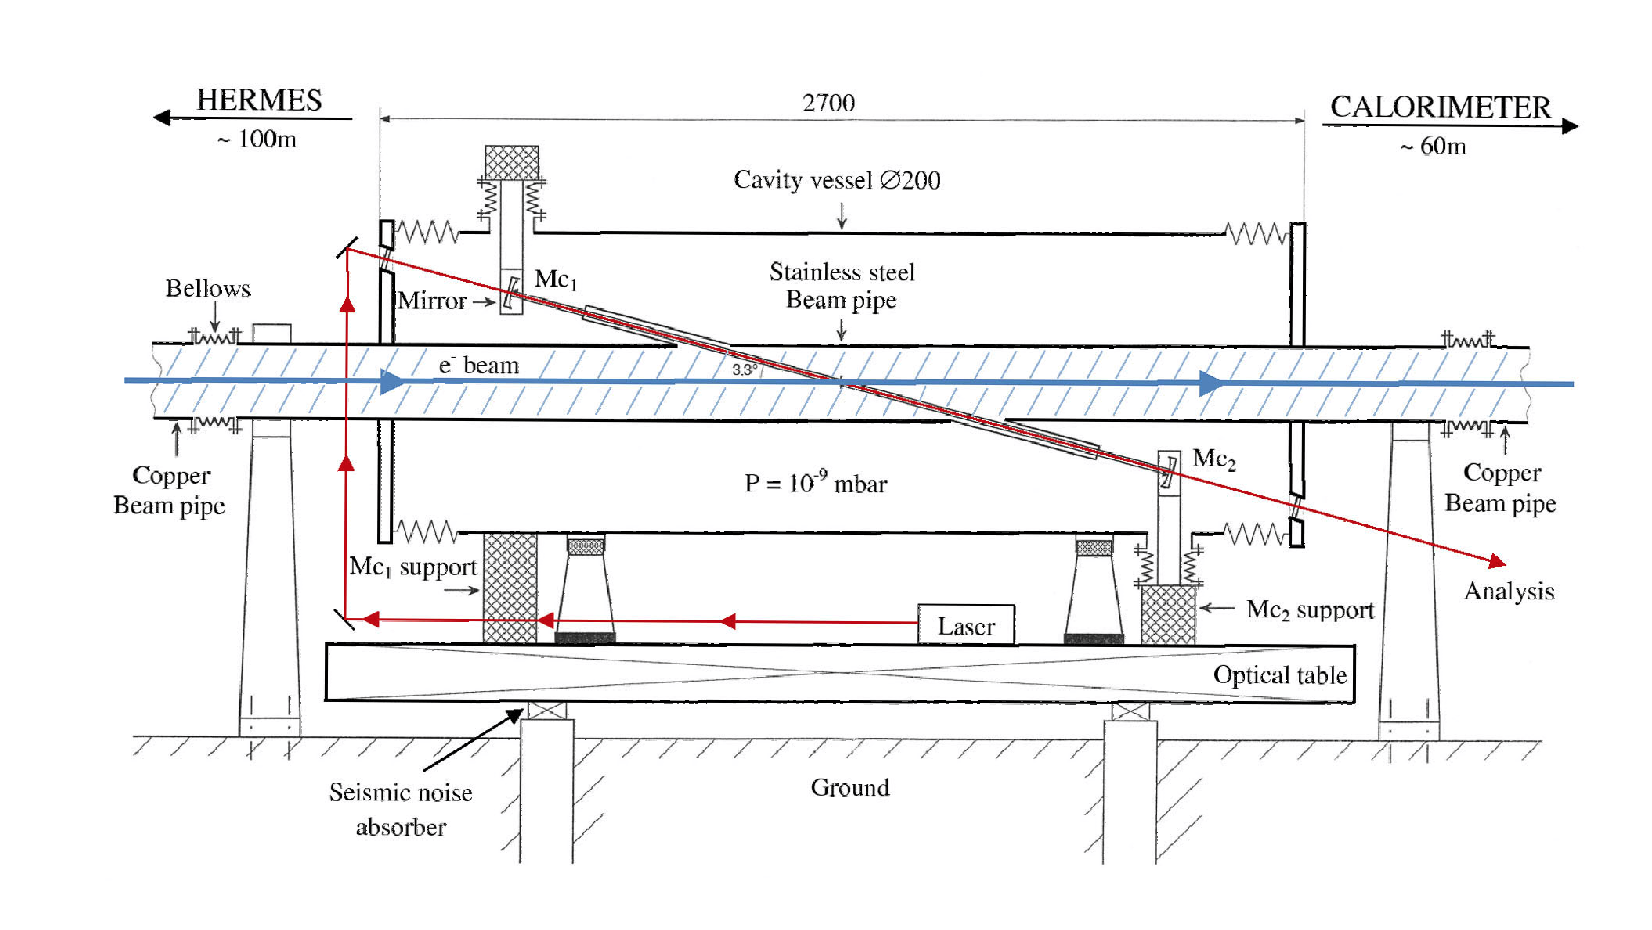 HERMES
~ 100m
2700
CALORIMETER
~ 60m
Cavity vessel Ø200
Mc1
Mirror
Stainless steel
Beam pipe
Bellows
e- beam
3.3°
Copper
Beam pipe
P = 10-9 mbar
Mc2
Copper
Beam pipe
Mc1 support
Analysis
Mc2 support
Laser
Optical table
Seismic noise
absorber
Ground